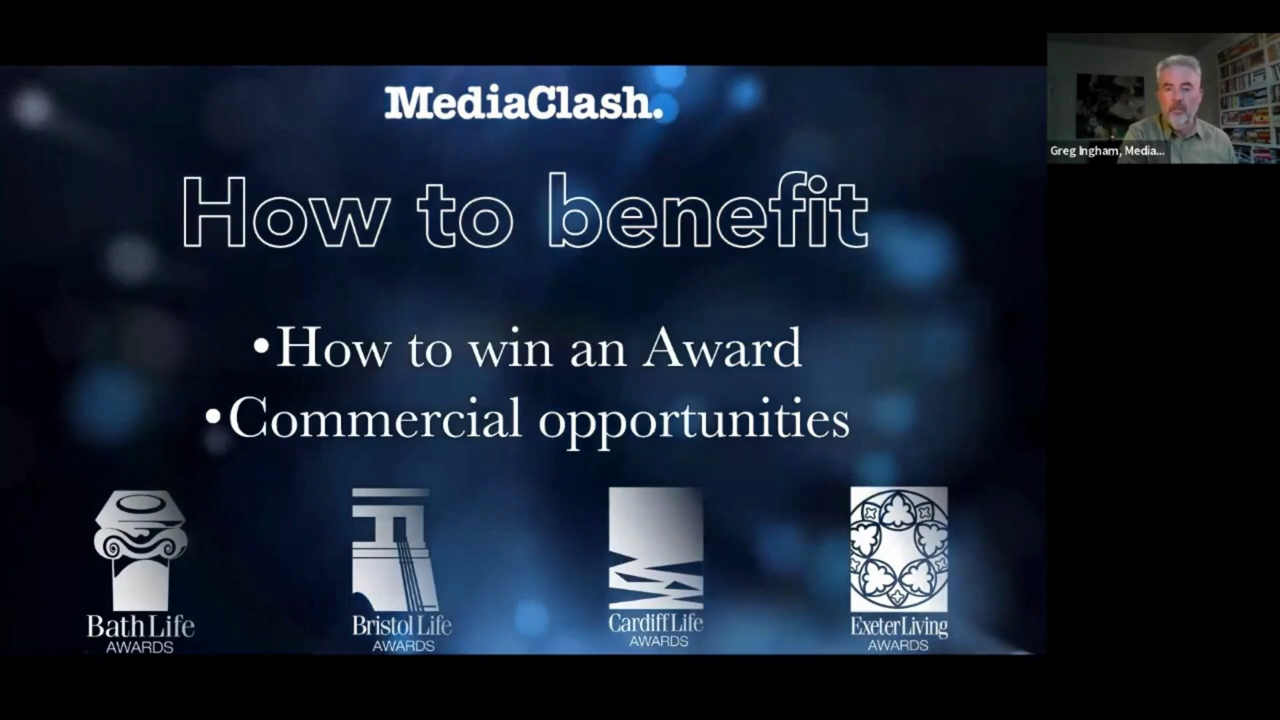 MediaClash.
How to benefit
•How to win an Award
•Commercial opportunities
Bath Life
AWARDS
Bristol Life
AWARDS
Cardiff Life
AWARDS
Exeter Living
AWARDS
Greg Ingham, Media...